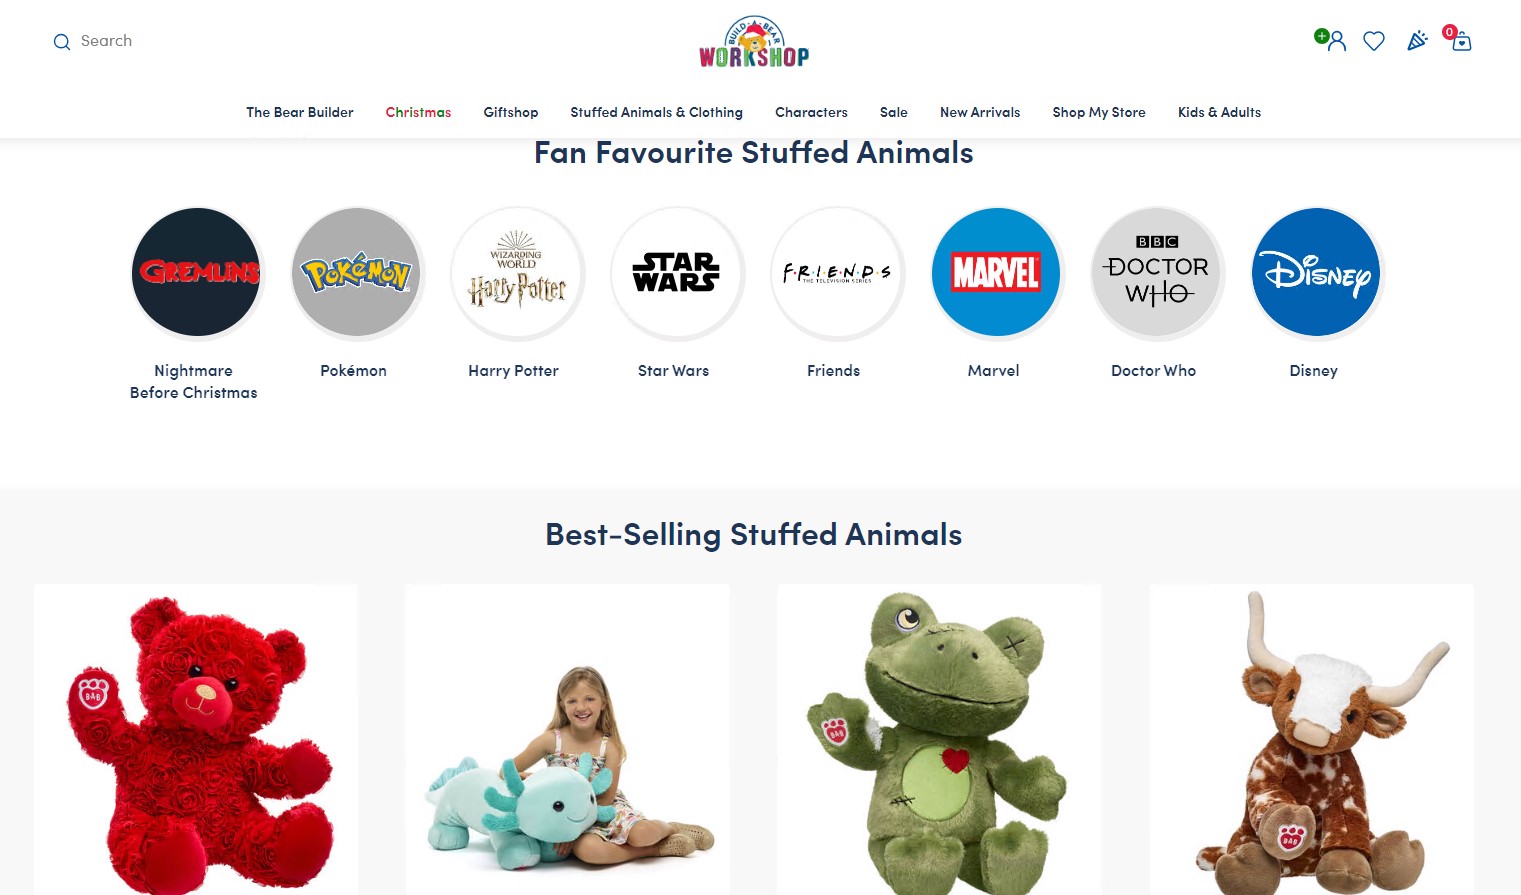 Search
BUILD-A-BEAR
WORKSHOP
+
0
The Bear Builder
Christmas
Giftshop
Stuffed Animals & Clothing
Characters
Sale
New Arrivals
Shop My Store
Kids & Adults
Fan Favourite Stuffed Animals
GREMLINS
Pokémon
WIZARDING
WORLD
Harry Potter
STAR
WARS
F·R·I·E·N·D·S
THE TELEVISION SERIES
MARVEL
BBC
DOCTOR
WHO
Disney
Nightmare
Before Christmas
Pokémon
Harry Potter
Star Wars
Friends
Marvel
Doctor Who
Disney
Best-Selling Stuffed Animals
BAB
BAB
BAB